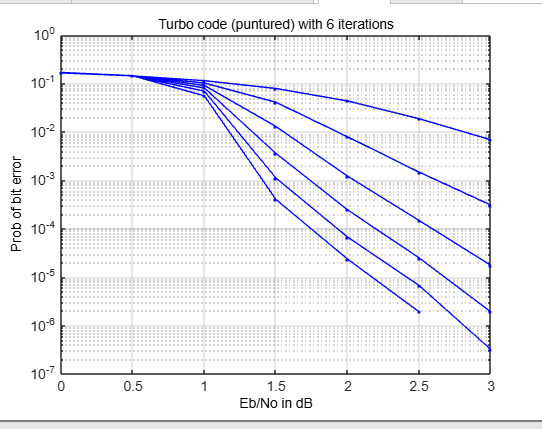 Turbo code (puntured) with 6 iterations
10^0
10^-1
10^-2
10^-3
10^-4
10^-5
10^-6
10^-7
Prob of bit error
0 0.5 1 1.5 2 2.5 3
Eb/No in dB